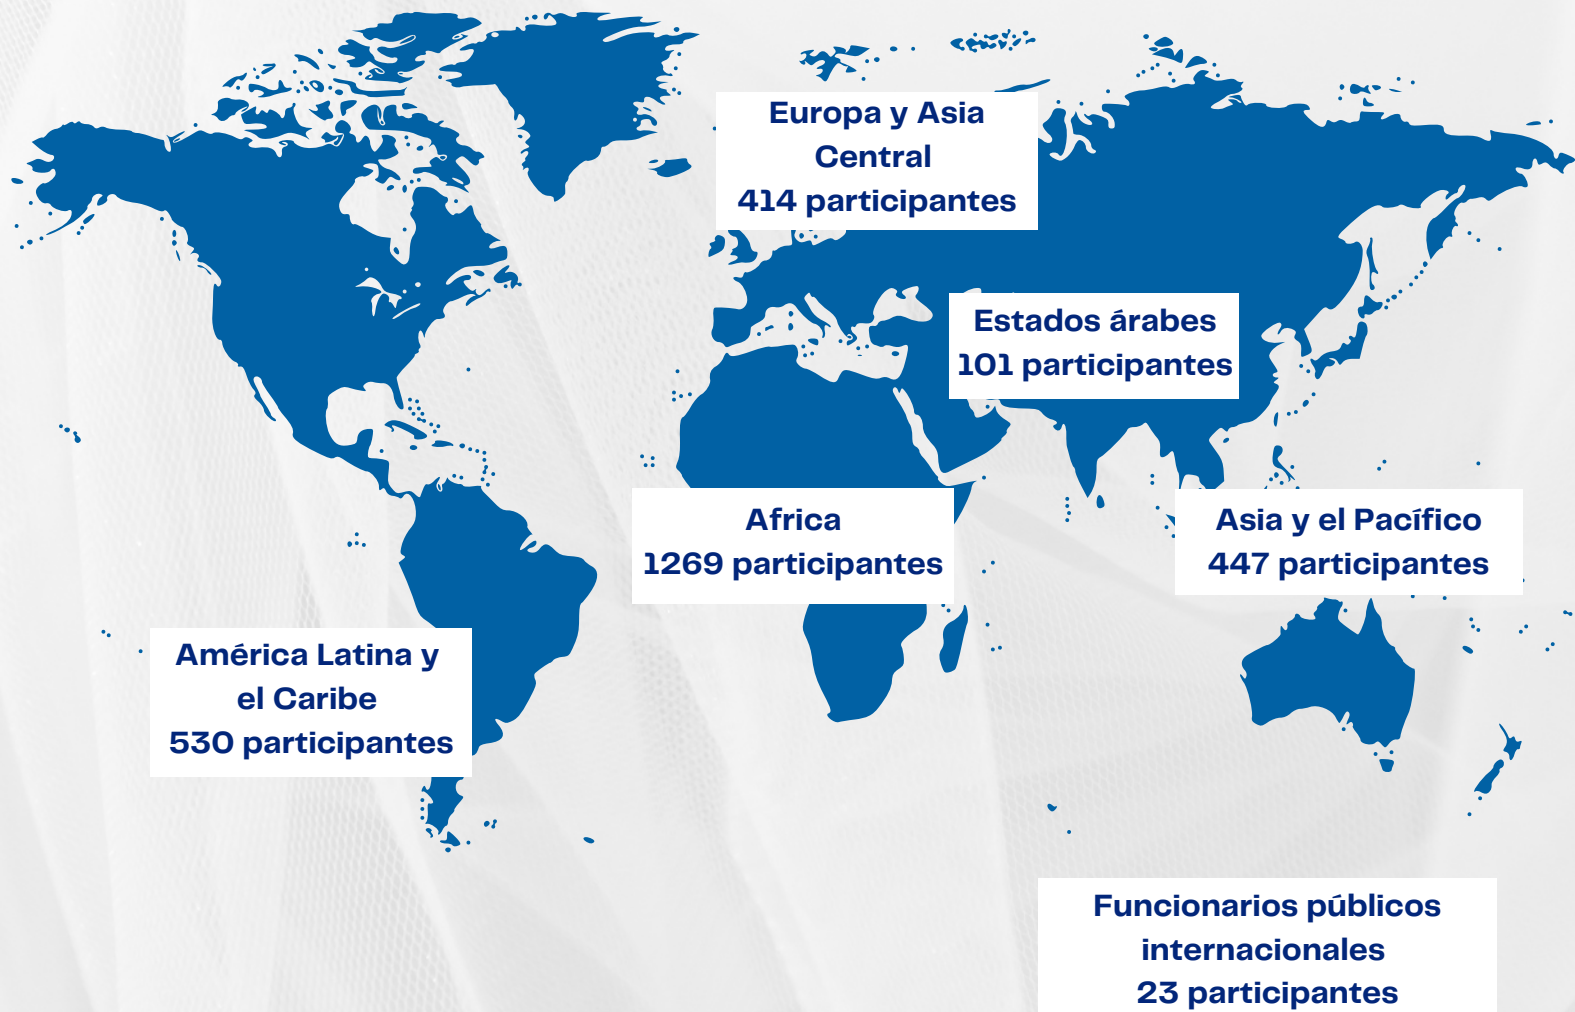 Europa y Asia
Central
414 participantes
Estados árabes
101 participantes
Africa
1269 participantes
Asia y el Pacífico
447 participantes
América Latina y
el Caribe
530 participantes
Funcionarios públicos
internacionales
23 participantes